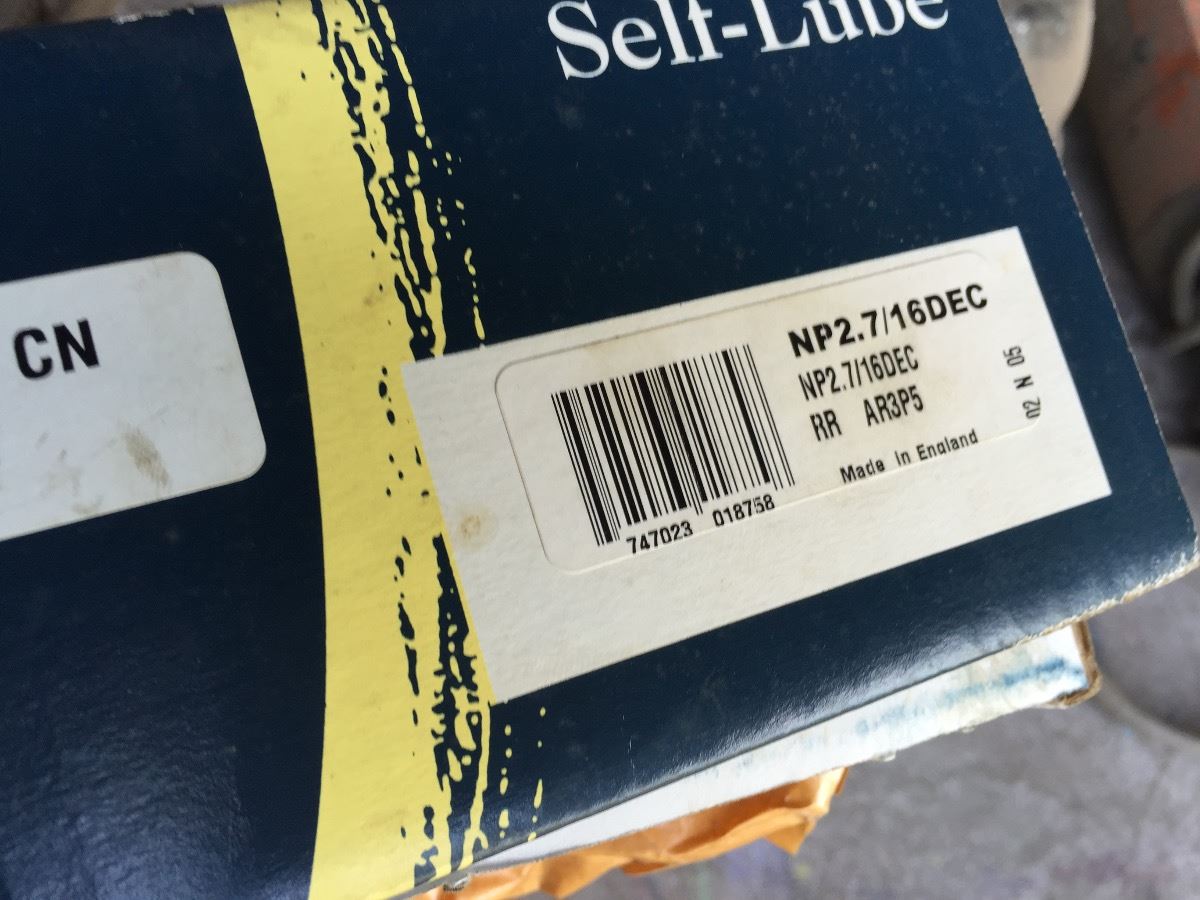 Self-Lube
CN
NP2.7/16DEC
NP2.7/16DEC
RR AR3P5
02 N 05
Made in England
747023 018758